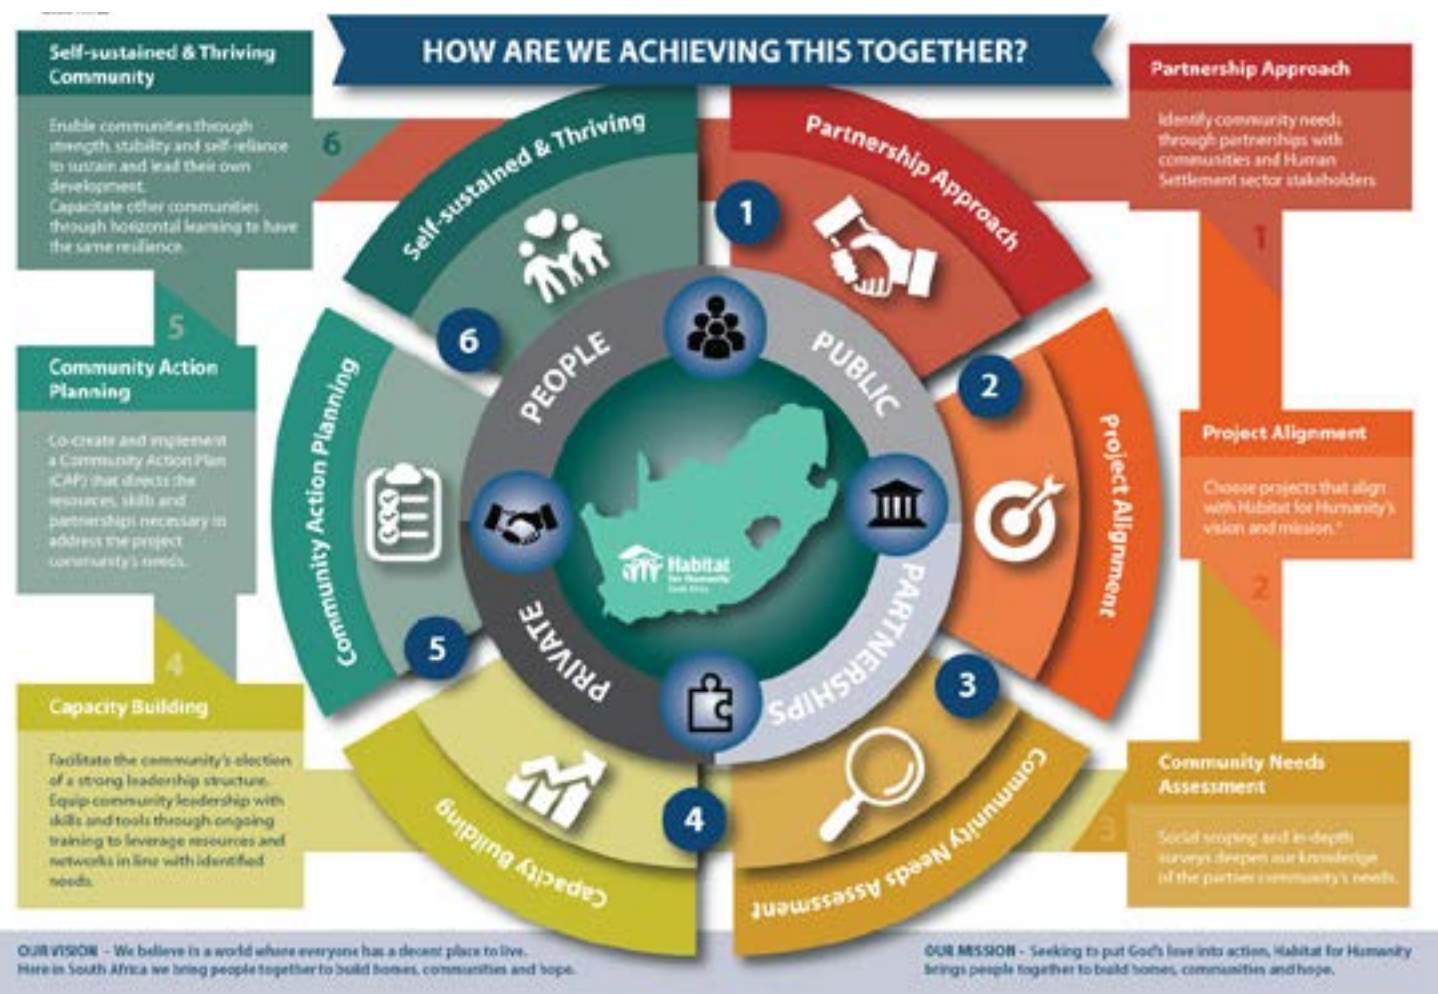 HOW ARE WE ACHIEVING THIS TOGETHER?
Self-sustained & Thriving
Community
Enable communities through
strength, stability and self-reliance
to sustain and lead their own
development.
Capacitate other communities
through horizontal learning to have
the same resilience.
6
5
Community Action
Planning
Co-create and implement
a Community Action Plan
(CAP) that directs the
resources, skills and
partnerships necessary to
address the project
community's needs.
4
Capacity Building
Facilitate the community's election
of a strong leadership structure.
Equip community leadership with
skills and tools through ongoing
training to leverage resources and
networks in line with identified
needs.
Self-sustained & Thriving
6
Partnership Approach
1
Project Alignment
2
Community Needs Assessment
3
Capacity Building
4
Community Action Planning
5
PEOPLE
PUBLIC
PARTNERSHIPS
PRIVATE
Habitat
for Humanity
South Africa
Partnership Approach
Identify community needs
through partnerships with
communities and Human
Settlement sector stakeholders.
1
Project Alignment
Choose projects that align
with Habitat for Humanity's
vision and mission.*
2
Community Needs
Assessment
Social scoping and in-depth
surveys deepen our knowledge
of the partner community's needs.
3
OUR VISION - We believe in a world where everyone has a decent place to live.
Here in South Africa we bring people together to build homes, communities and hope.
OUR MISSION - Seeking to put God's love into action, Habitat for Humanity
brings people together to build homes, communities and hope.